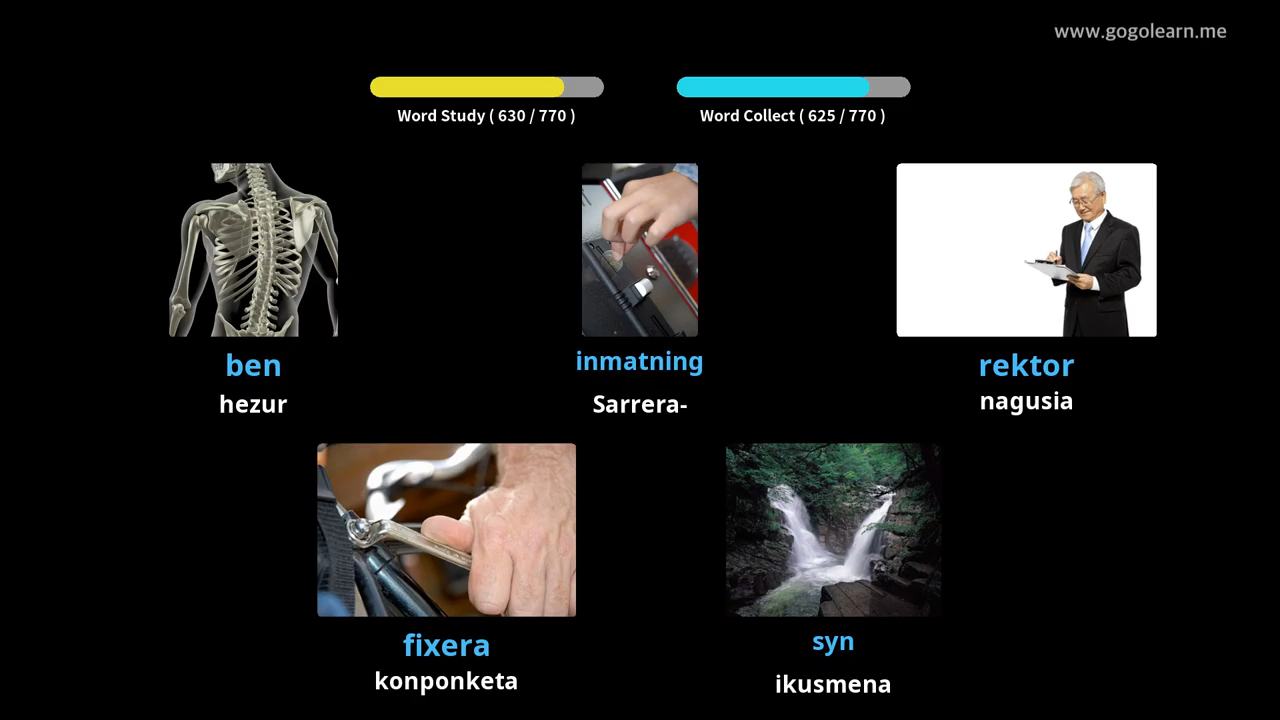 www.gogolearn.me
Word Study ( 630 / 770 )
Word Collect ( 625 / 770 )
ben
hezur
inmatning
Sarrera-
rektor
nagusia
fixera
konponketa
syn
ikusmena